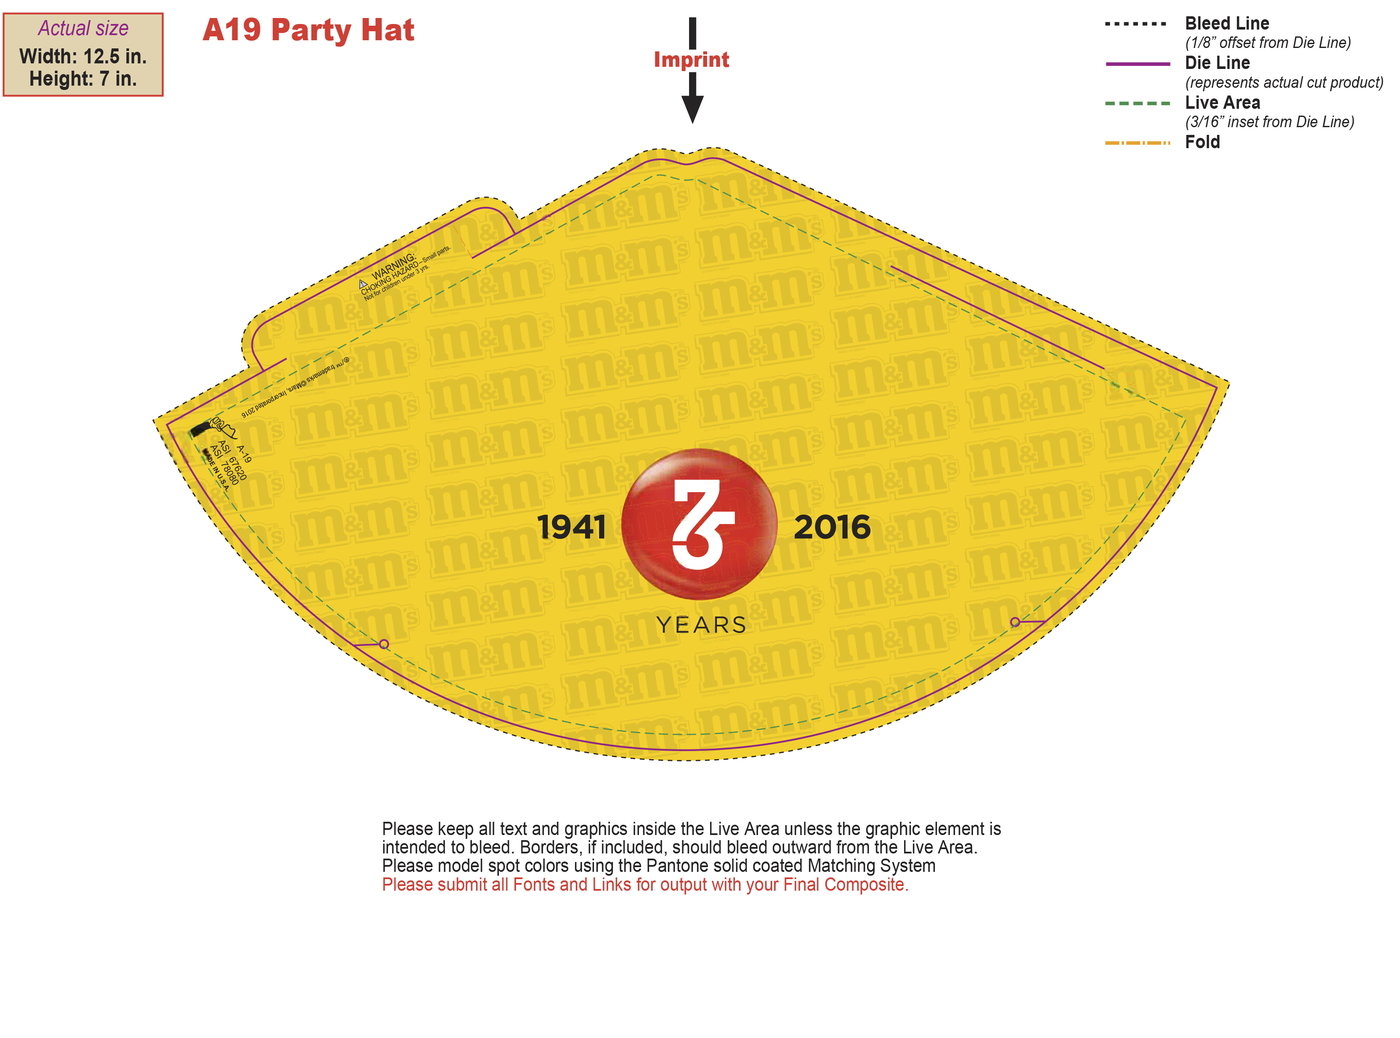 Actual size
Width: 12.5 in.
Height: 7 in.
A19 Party Hat
Imprint
Bleed Line
(1/8” offset from Die Line)
Die Line
(represents actual cut product)
Live Area
(3/16” inset from Die Line)
Fold
m&m's
WARNING:
CHOKING HAZARD–Small parts.
Not for children under 3 yrs.
®/™ trademarks ©Mars, Incorporated 2016
A-19
ASI 67620
ASI 78080
MADE IN U.S.A.
1941
75
2016
YEARS
Please keep all text and graphics inside the Live Area unless the graphic element is
intended to bleed. Borders, if included, should bleed outward from the Live Area.
Please model spot colors using the Pantone solid coated Matching System
Please submit all Fonts and Links for output with your Final Composite.